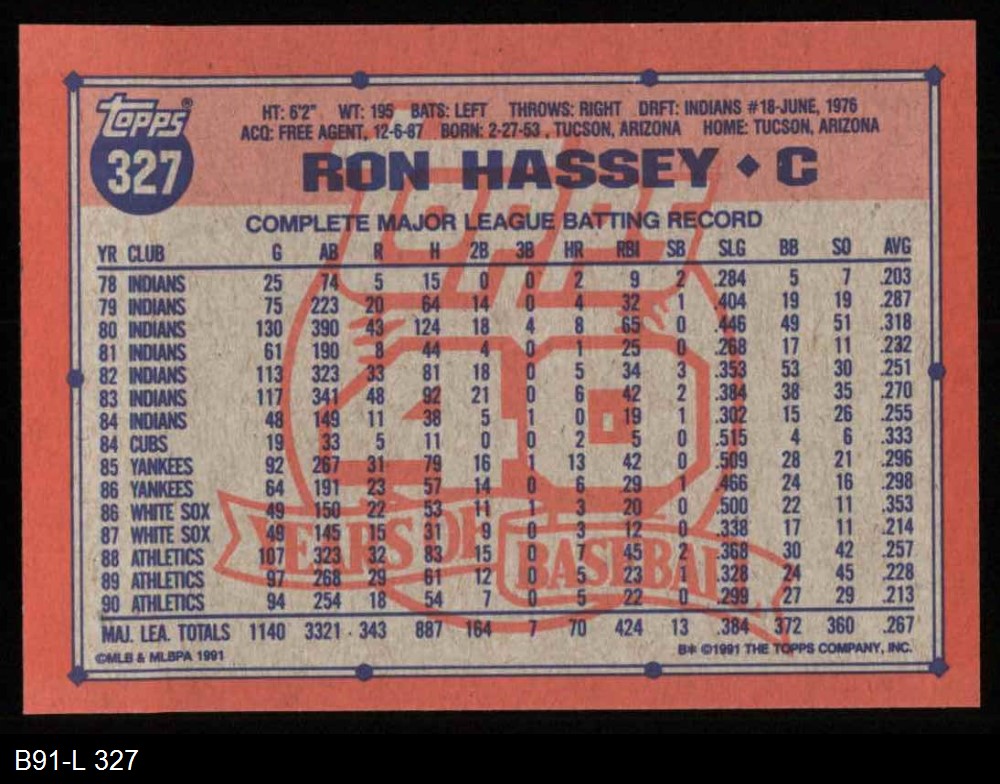 Topps®
327
HT: 6'2" WT: 195 BATS: LEFT THROWS: RIGHT DRFT: INDIANS #18-JUNE, 1976
ACQ: FREE AGENT, 12-6-87 BORN: 2-27-53, TUCSON, ARIZONA HOME: TUCSON, ARIZONA
RON HASSEY ◆ C
COMPLETE MAJOR LEAGUE BATTING RECORD
YR CLUB G AB R H 2B 3B HR RBI SB SLG BB SO AVG
78 INDIANS 25 74 5 15 0 0 2 9 2 .284 5 7 .203
79 INDIANS 75 223 20 64 14 0 4 32 1 .404 19 19 .287
80 INDIANS 130 390 43 124 18 4 8 65 0 .446 49 51 .318
81 INDIANS 61 190 8 44 4 0 1 25 0 .268 17 11 .232
82 INDIANS 113 323 33 81 18 0 5 34 3 .353 53 30 .251
83 INDIANS 117 341 48 92 21 0 6 42 2 .384 38 35 .270
84 INDIANS 48 149 11 38 5 1 0 19 1 .302 15 26 .255
84 CUBS 19 33 5 11 0 0 2 5 0 .515 4 6 .333
85 YANKEES 92 267 31 79 16 1 13 42 0 .509 28 21 .296
86 YANKEES 64 191 23 57 14 0 6 29 1 .466 24 16 .298
86 WHITE SOX 49 150 22 53 11 1 3 20 0 .500 22 11 .353
87 WHITE SOX 49 145 15 31 9 0 3 12 0 .338 17 11 .214
88 ATHLETICS 107 323 32 83 15 0 7 45 2 .368 30 42 .257
89 ATHLETICS 97 268 29 61 12 0 5 23 1 .328 24 45 .228
90 ATHLETICS 94 254 18 54 7 0 5 22 0 .299 27 29 .213
MAJ. LEA. TOTALS 1140 3321 343 887 164 7 70 424 13 .384 372 360 .267
©MLB & MLBPA 1991
B* ©1991 THE TOPPS COMPANY, INC.
Topps
40
YEARS OF BASEBALL
B91-L 327